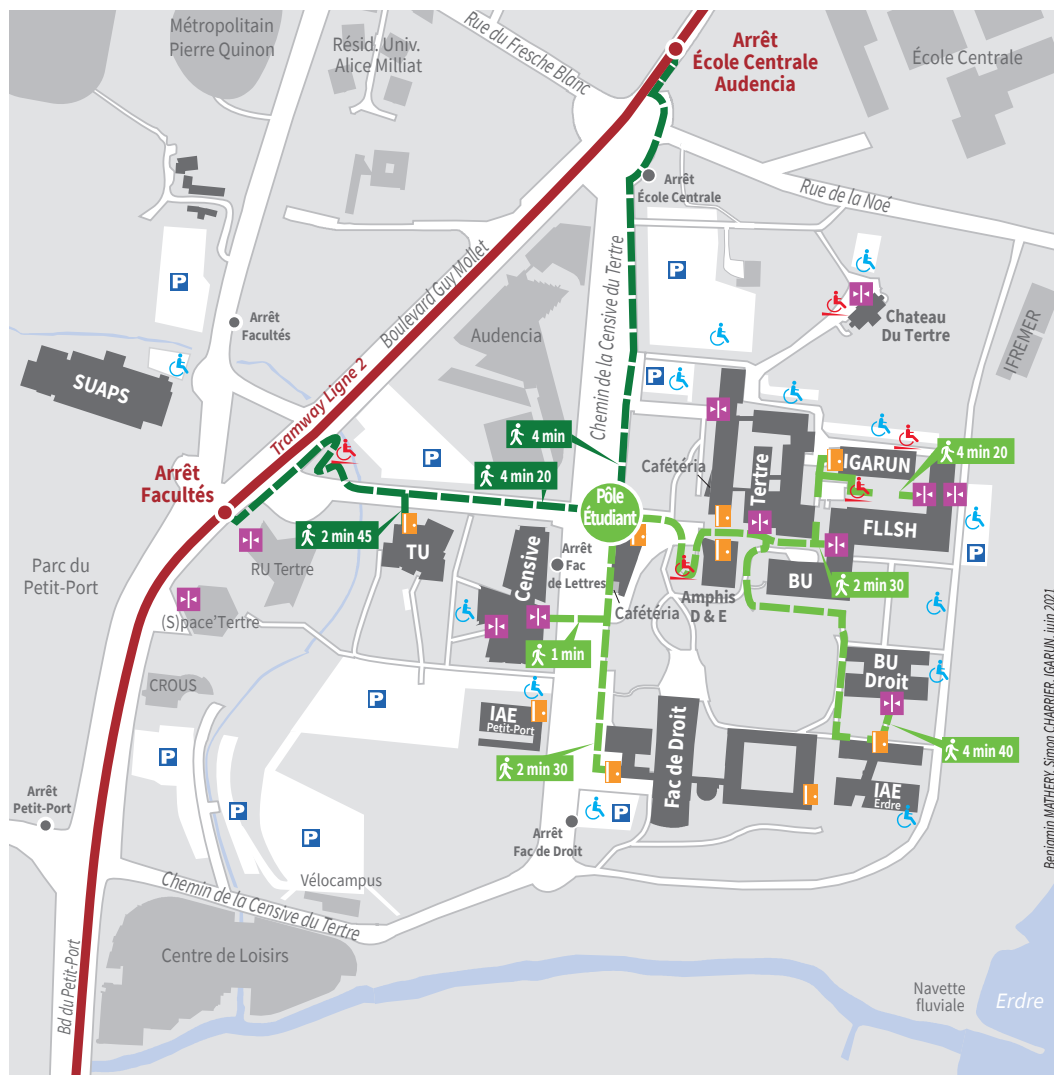 Métropolitain
Pierre Quinon
Résid. Univ.
Alice Milliat
Rue du Fresche Blanc
Arrêt
École Centrale
Audencia
École Centrale
Arrêt
École Centrale
Rue de la Noé
P
P
Arrêt
Facultés
Boulevard Guy Mollet
Audencia
Chemin de la Censive du Tertre
Chateau
Du Tertre
IFREMER
SUAPS
Tramway Ligne 2
P
P
4 min
4 min 20
Cafétéria
Tertre
IGARUN
4 min 20
Arrêt
Facultés
Pôle
Étudiant
FLLSH
P
2 min 45
TU
Censive
Arrêt
Fac
de Lettres
RU Tertre
Parc du
Petit-Port
BU
2 min 30
Amphis
D & E
(S)pace'Tertre
Cafétéria
1 min
BU
Droit
CROUS
P
IAE
Petit-Port
Fac de Droit
2 min 30
4 min 40
P
P
P
P
IAE
Erdre
Arrêt
Petit-Port
Arrêt
Fac de Droit
Vélocampus
Chemin de la Censive du Tertre
Centre de Loisirs
Bd du Petit-Port
Navette
fluviale
Erdre
Benjamin MATHERY, Simon CHARRIER, IGARUN, juin 2021